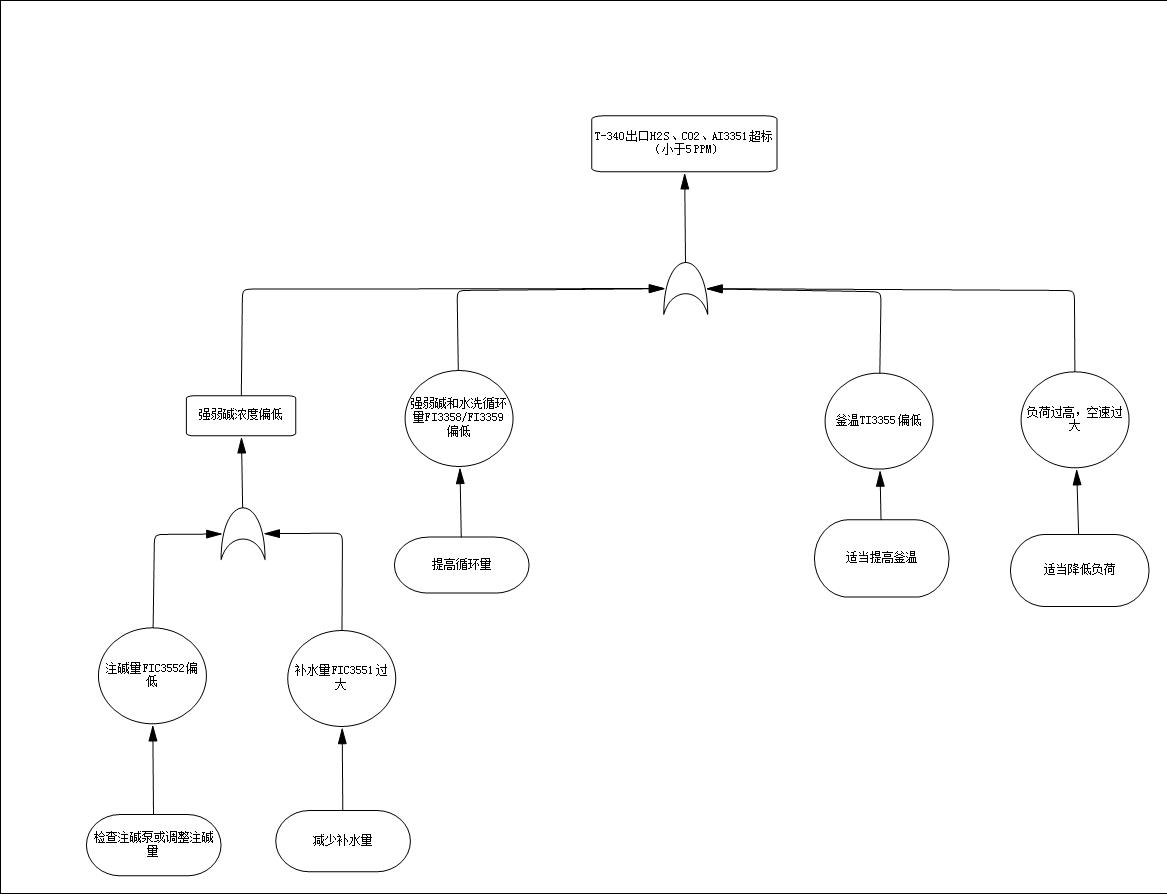 T-340出口H2S、CO2、AI3351超标
（小于5PPM）
强弱碱浓度偏低
强弱碱和水洗循环
量FI3358/FI3359
偏低
釜温TI3355偏低
负荷过高，空速过
大
提高循环量
适当提高釜温
适当降低负荷
注碱量FIC3552偏
低
补水量FIC3551过
大
检查注碱泵或调整注碱
量
减少补水量